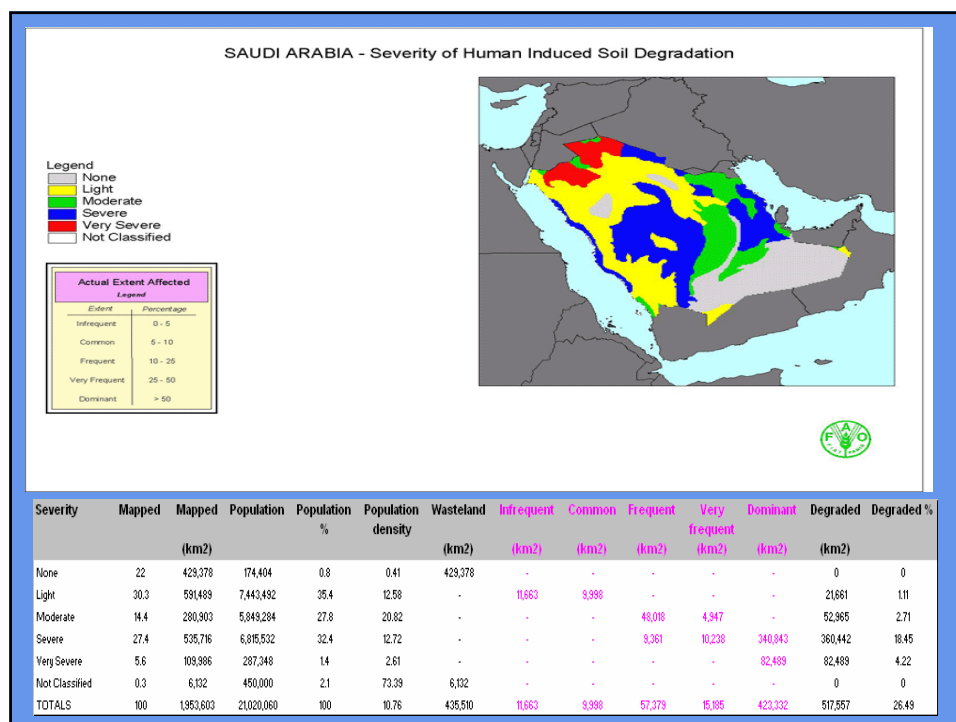 SAUDI ARABIA - Severity of Human Induced Soil Degradation
Legend
None
Light
Moderate
Severe
Very Severe
Not Classified
Actual Extent Affected
Legend
Extent Percentage
Infrequent 0 - 5
Common 5 - 10
Frequent 10 - 25
Very Frequent 25 - 50
Dominant > 50
F A O
FIAT PANIS
Severity Mapped Mapped Population Population Population Wasteland Infrequent Common Frequent Very Dominant Degraded Degraded %
% density frequent
(km2) (km2) (km2) (km2) (km2) (km2) (km2) (km2)
None 22 429,378 174,404 0.8 0.41 429,378 - - - - - 0 0
Light 30.3 591,489 7,443,492 35.4 12.58 - 11,663 9,998 - - - 21,661 1.11
Moderate 14.4 280,903 5,849,284 27.8 20.82 - - - 48,018 4,947 - 52,965 2.71
Severe 27.4 535,716 6,815,532 32.4 12.72 - - - 9,361 10,238 340,843 360,442 18.45
Very Severe 5.6 109,986 287,348 1.4 2.61 - - - - - 82,489 82,489 4.22
Not Classified 0.3 6,132 450,000 2.1 73.39 6,132 - - - - - 0 0
TOTALS 100 1,953,603 21,020,060 100 10.76 435,510 11,663 9,998 57,379 15,185 423,332 517,557 26.49